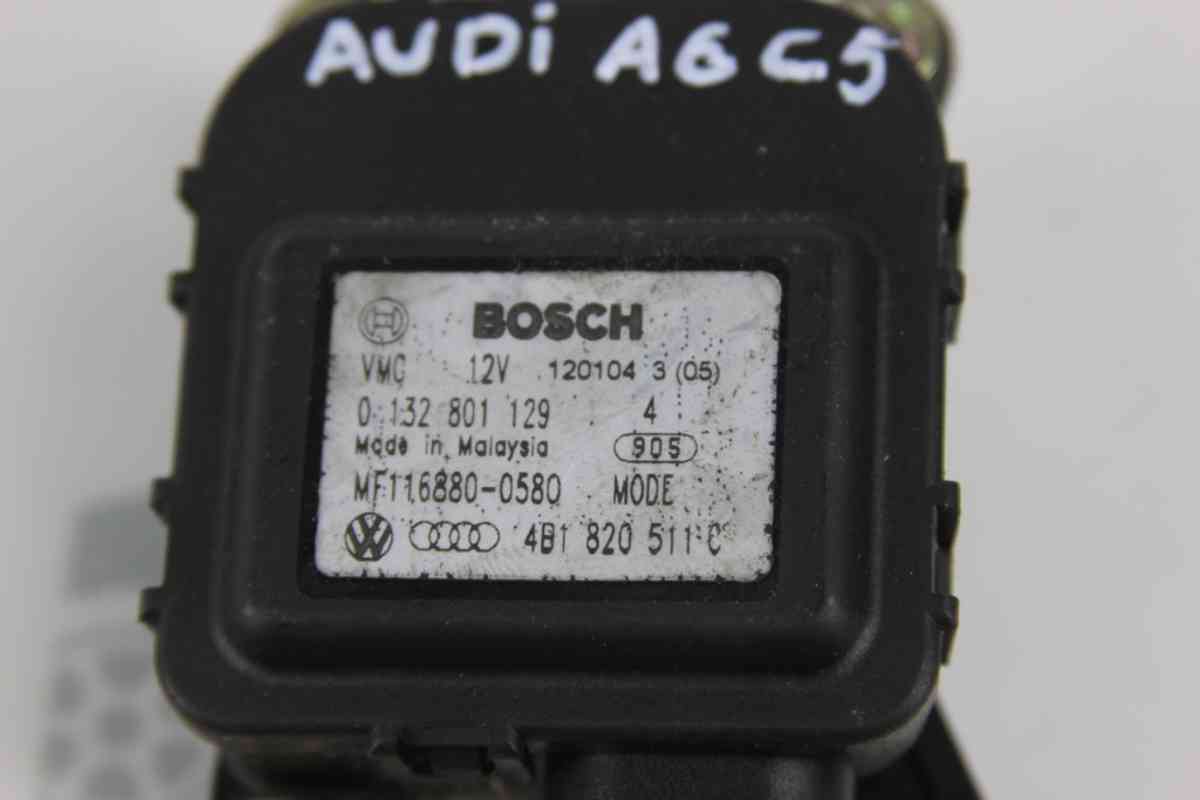 AUDi A6 C5
BOSCH
VMC 12V 120104 3 (05)
0 132 801 129 4
Made in Malaysia 905
MF116880-0580 MODE
VW 4B1 820 511 C